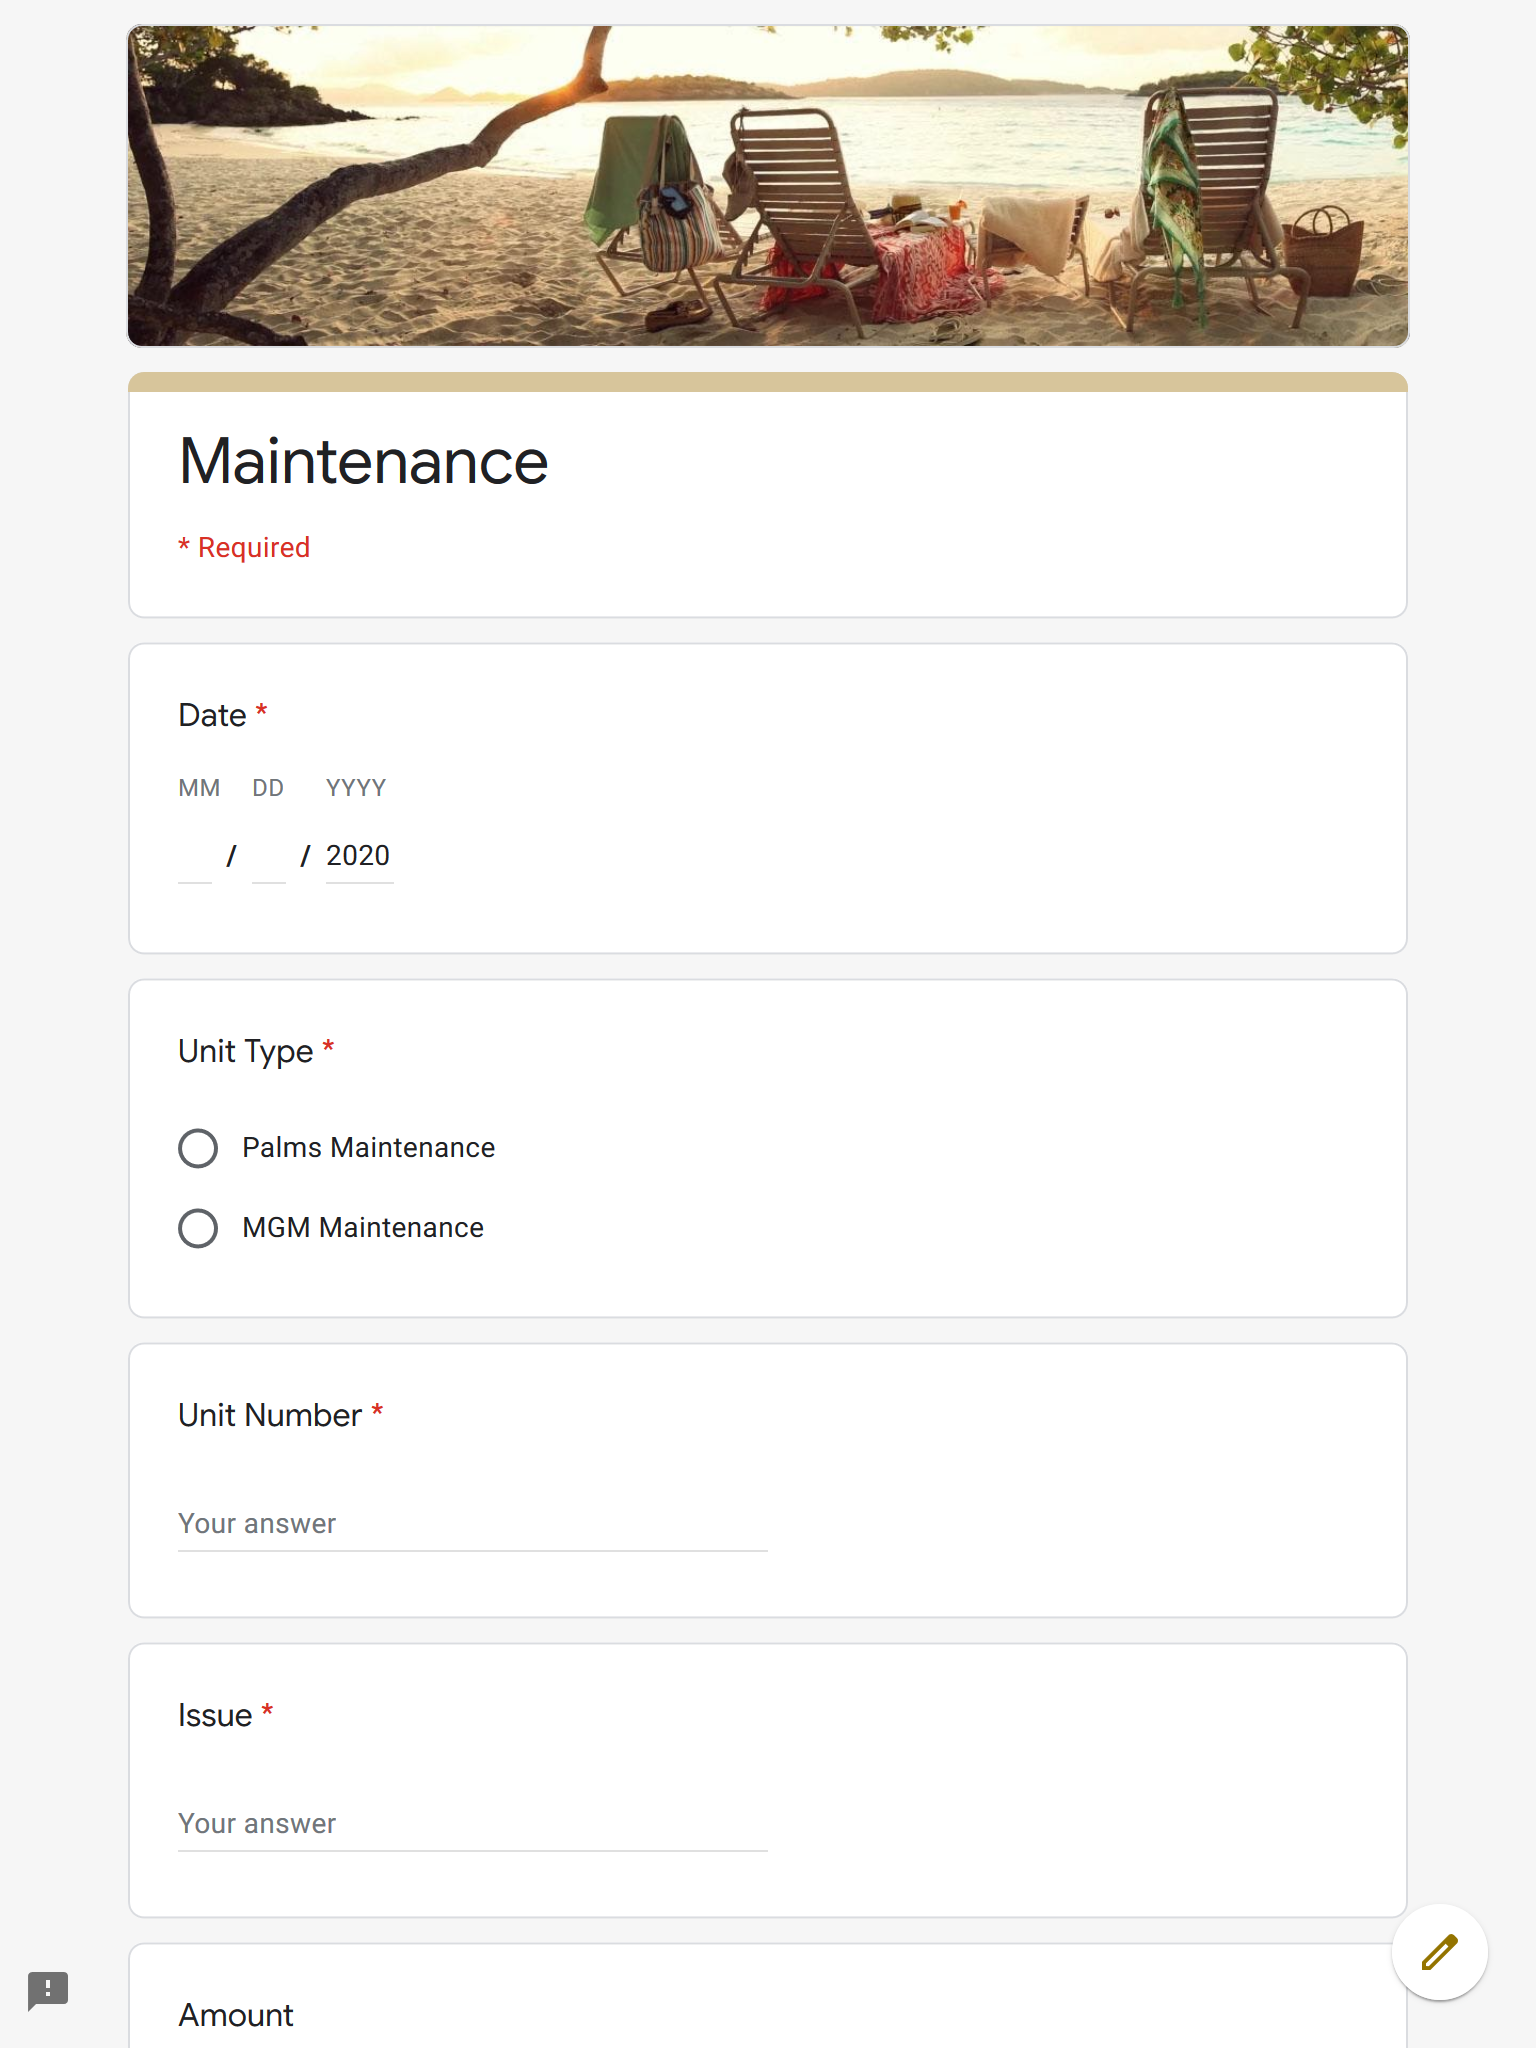 Maintenance
* Required
Date *
MM DD YYYY
/ / 2020
Unit Type *
Palms Maintenance
MGM Maintenance
Unit Number *
Your answer
Issue *
Your answer
Amount